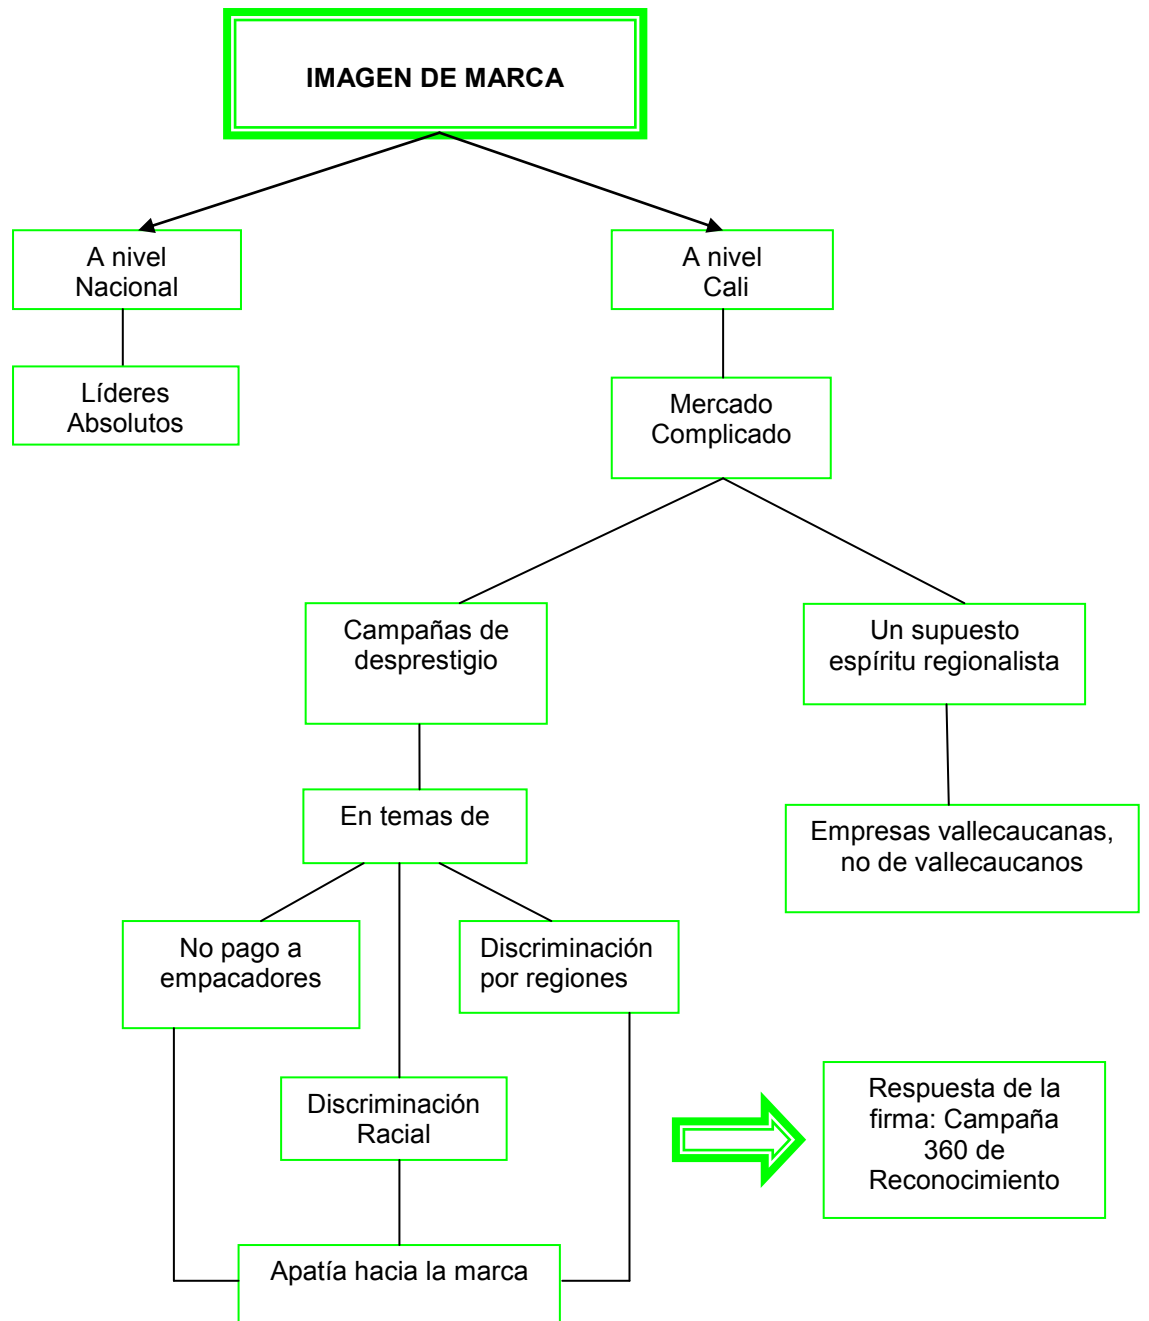 IMAGEN DE MARCA
A nivel
Nacional
A nivel
Cali
Líderes
Absolutos
Mercado
Complicado
Campañas de
desprestigio
Un supuesto
espíritu regionalista
En temas de
Empresas vallecaucanas,
no de vallecaucanos
No pago a
empacadores
Discriminación
por regiones
Discriminación
Racial
Respuesta de la
firma: Campaña
360 de
Reconocimiento
Apatía hacia la marca